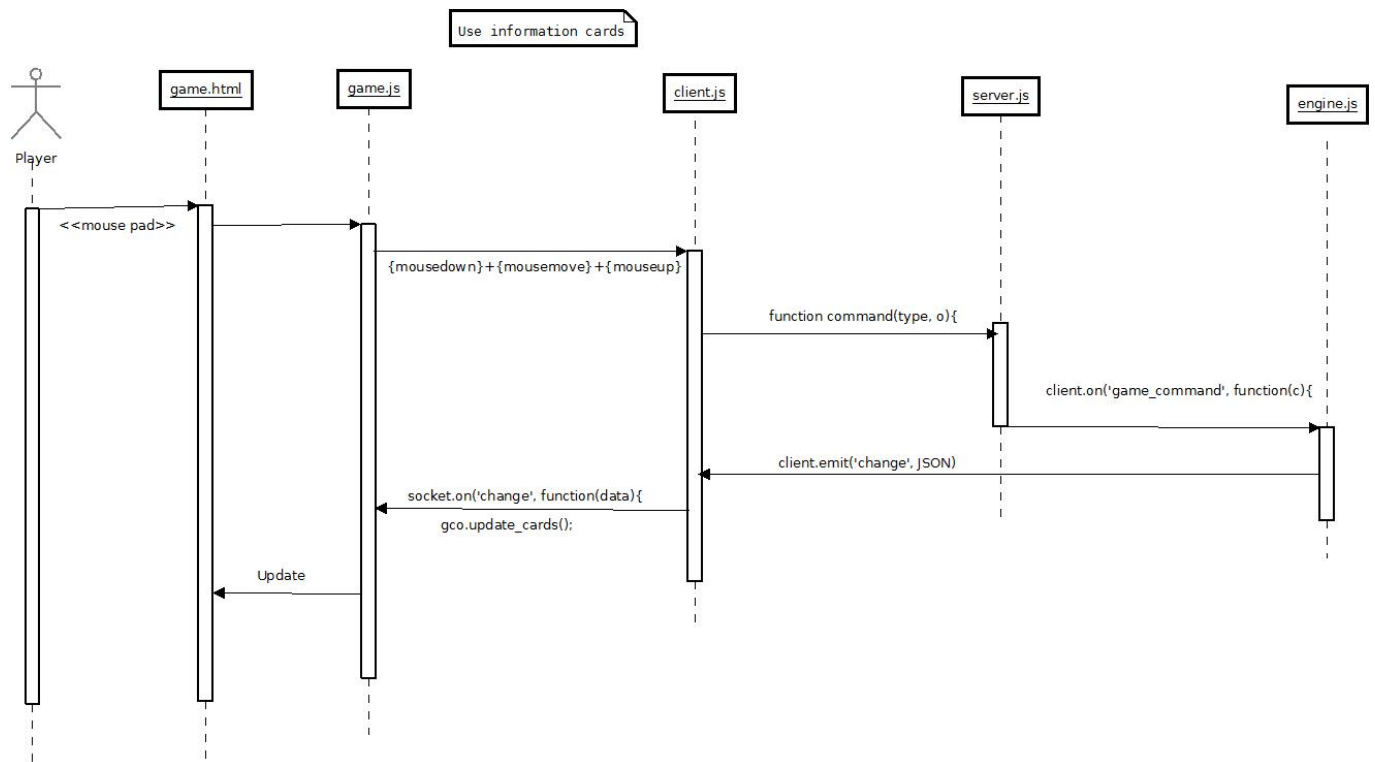 Use information cards
Player
game.html
game.js
client.js
server.js
engine.js
<<mouse pad>>
{mousedown}+{mousemove}+{mouseup}
function command(type, o){
client.on('game_command', function(c){
client.emit('change', JSON)
socket.on('change', function(data){
gco.update_cards();
Update